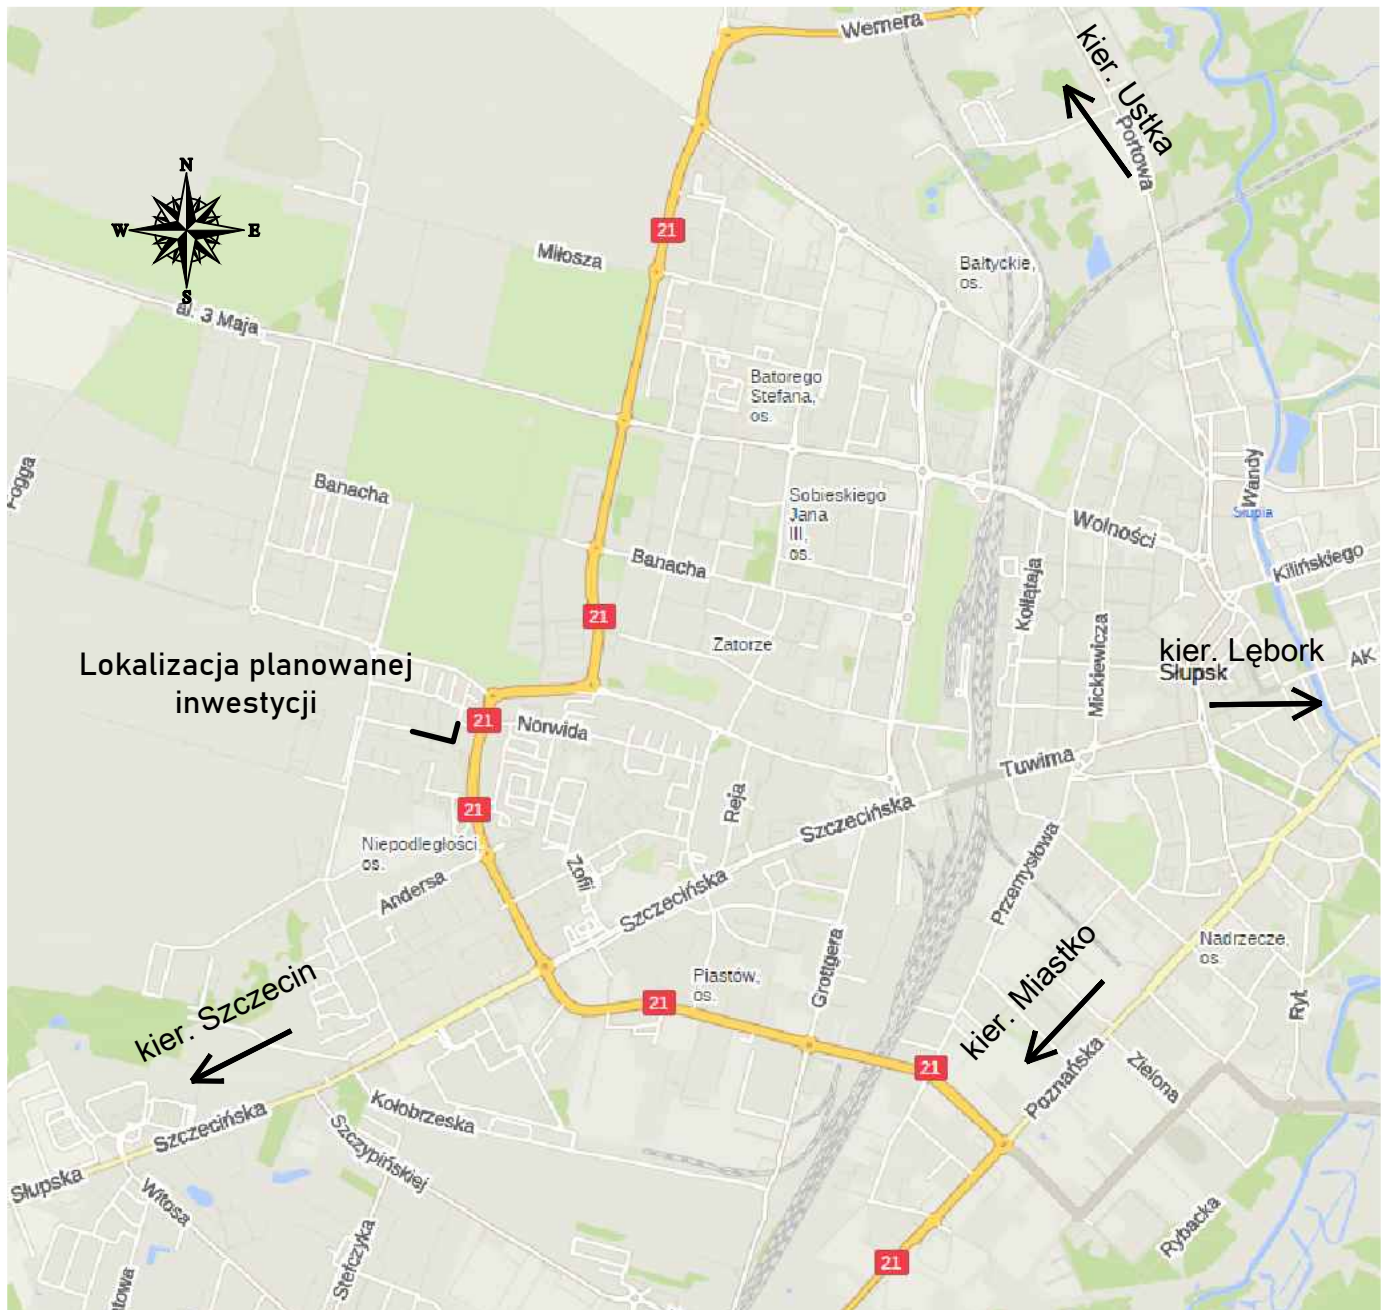 Wernera
kier. Ustka
Portowa
N
W
E
S
21
Miłosza
Bałtyckie,
os.
al. 3 Maja
Batorego
Stefana,
os.
Banacha
Sobieskiego
Jana
III,
os.
Wandy
Słupia
Wolności
Kilińskiego
Banacha
Kołłątaja
21
Mickiewicza
Zatorze
Lokalizacja planowanej
inwestycji
kier. Lębork
Słupsk
AK
21
Norwida
Tuwima
Reja
Szczecińska
21
Niepodległości,
os.
Zofii
Andersa
Szczecińska
Przemysłowa
Nadrzecze,
os.
Grottgera
Piastów,
os.
kier. Miastko
kier. Szczecin
21
Ryt.
21
Poznańska
Zielona
Kołobrzeska
Szczecińska
Szczypińskiej
Słupska
Witosa
Rybacka
Stefczyka
21